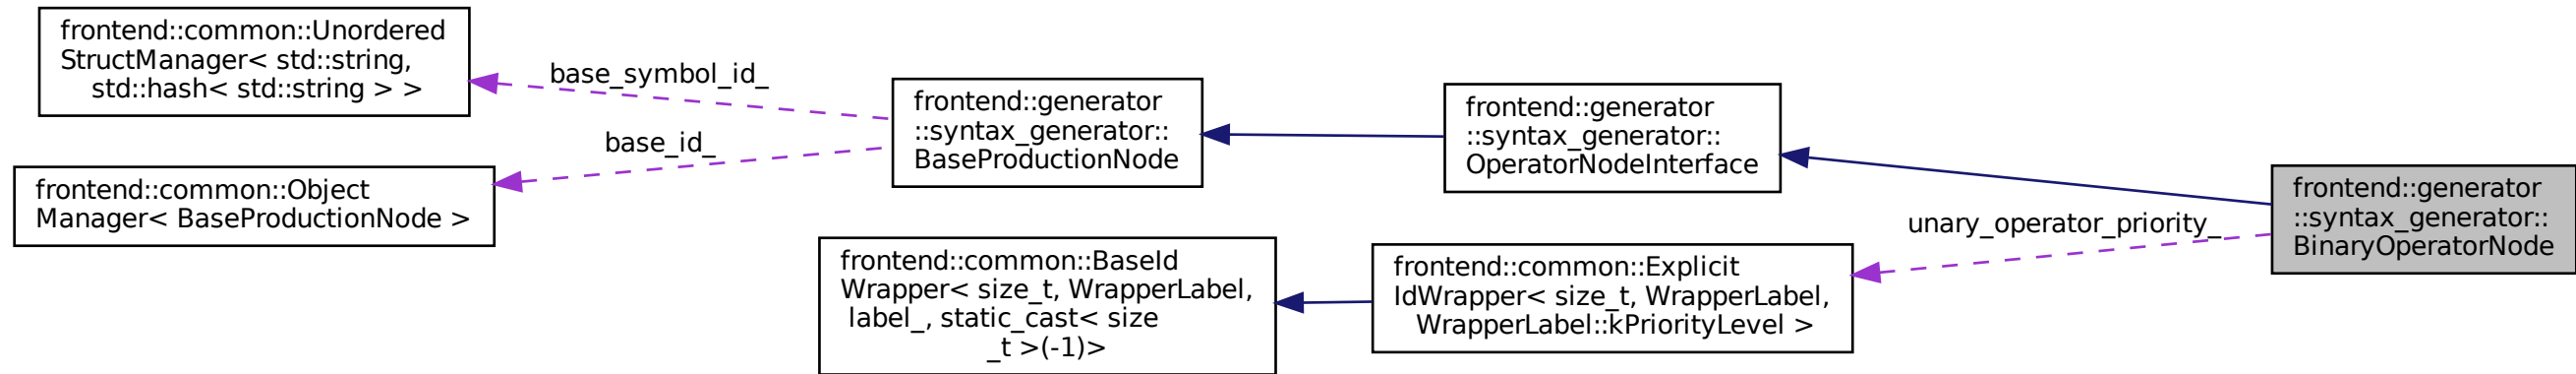 frontend::common::Unordered
StructManager< std::string,
std::hash< std::string > >
base_symbol_id_
base_id_
frontend::common::Object
Manager< BaseProductionNode >
frontend::generator
::syntax_generator::
BaseProductionNode
frontend::generator
::syntax_generator::
OperatorNodeInterface
frontend::generator
::syntax_generator::
BinaryOperatorNode
unary_operator_priority_
frontend::common::BaseId
Wrapper< size_t, WrapperLabel,
label_, static_cast< size
_t >(-1)>
frontend::common::Explicit
IdWrapper< size_t, WrapperLabel,
WrapperLabel::kPriorityLevel >